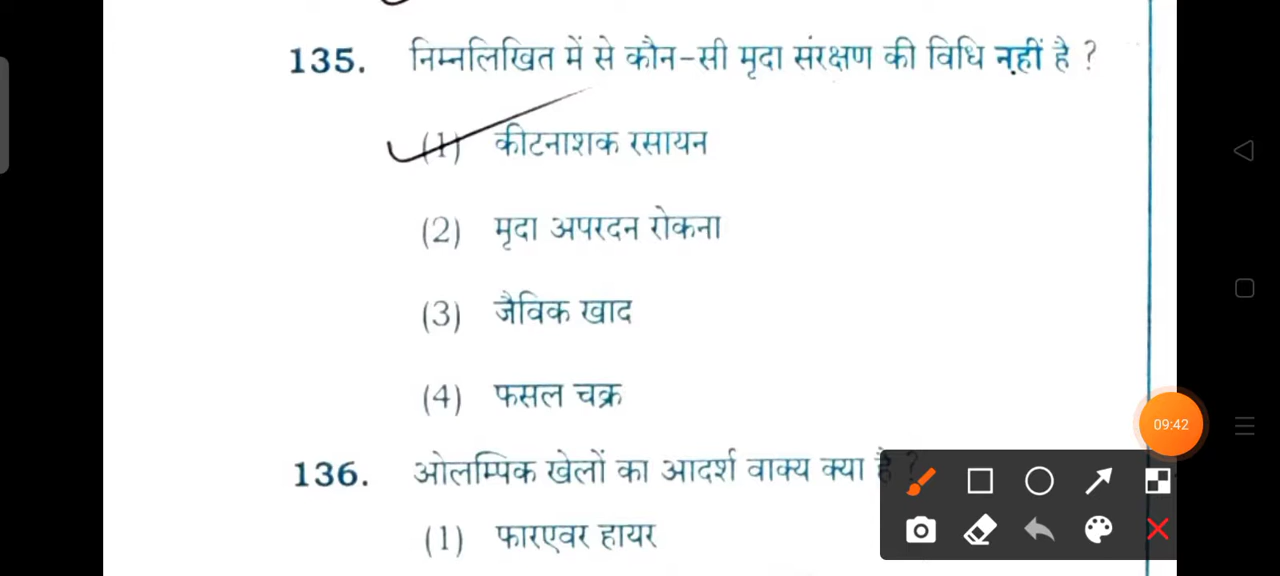 135. निम्नलिखित में से कौन-सी मृदा संरक्षण की विधि नहीं है ?
(1) कीटनाशक रसायन
(2) मृदा अपरदन रोकना
(3) जैविक खाद
(4) फसल चक्र
09:42
136. ओलम्पिक खेलों का आदर्श वाक्य क्या है ?
(1) फारएवर हायर